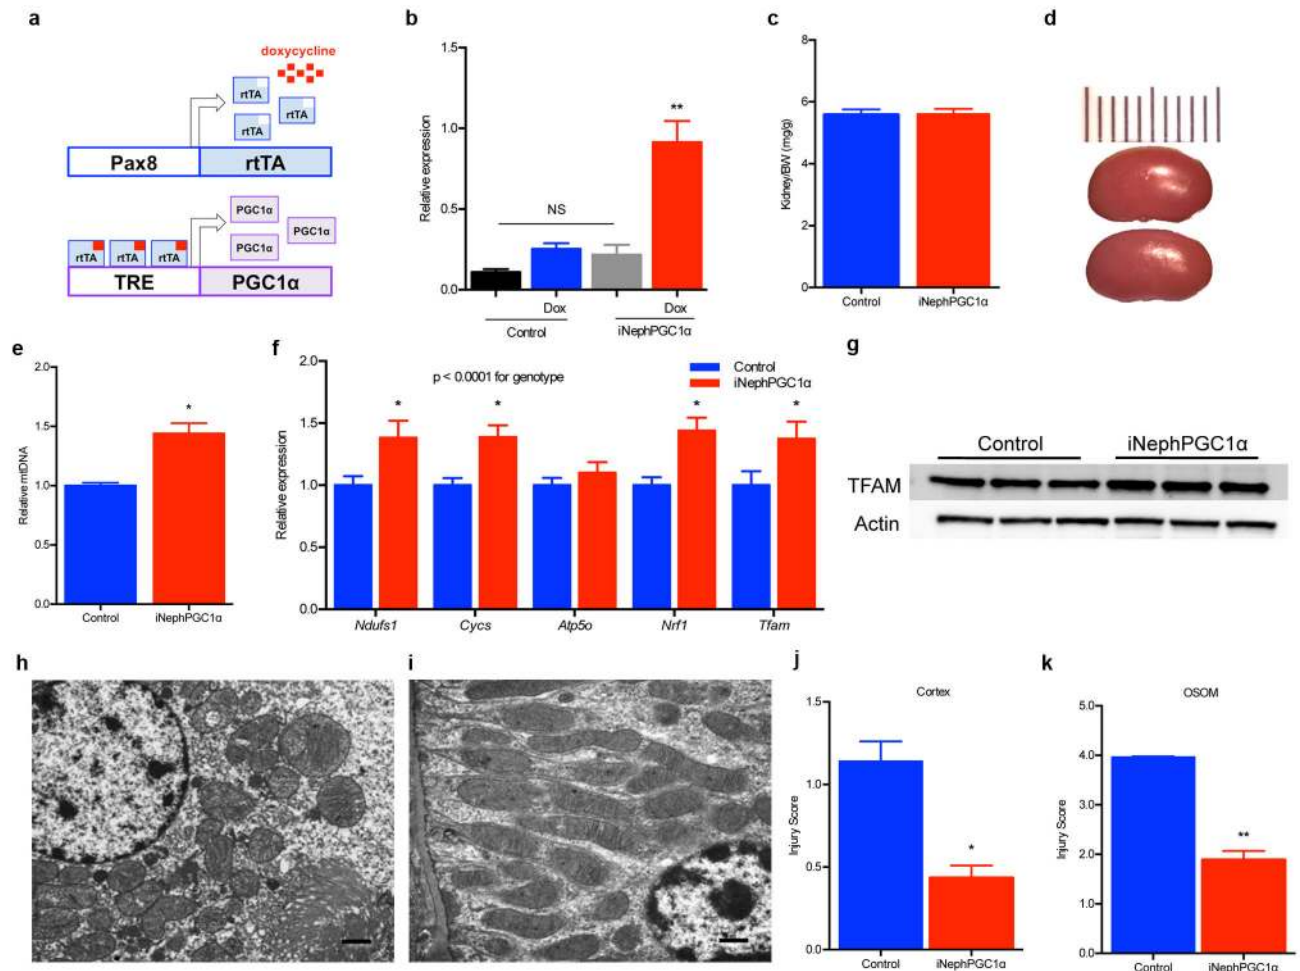 a
doxycycline
rtTA
rtTA
rtTA
Pax8 rtTA
PGC1α
PGC1α
PGC1α
rtTA rtTA rtTA
TRE PGC1α
b
Relative expression
1.5
1.0
0.5
0.0
NS
**
Dox Dox
Control iNephPGC1α
c
Kidney/BW (mg/g)
8
6
4
2
0
Control iNephPGC1α
d
e
Relative mtDNA
2.0
1.5
1.0
0.5
0.0
*
Control iNephPGC1α
f
Relative expression
2.0
1.5
1.0
0.5
0.0
p < 0.0001 for genotype
Control
iNephPGC1α
* * * *
Ndufs1 Cycs Atp5o Nrf1 Tfam
g
Control iNephPGC1α
TFAM
Actin
h
i
j
Cortex
Injury Score
1.5
1.0
0.5
0.0
*
Control iNephPGC1α
k
OSOM
Injury Score
5.0
4.0
3.0
2.0
1.0
0.0
**
Control iNephPGC1α